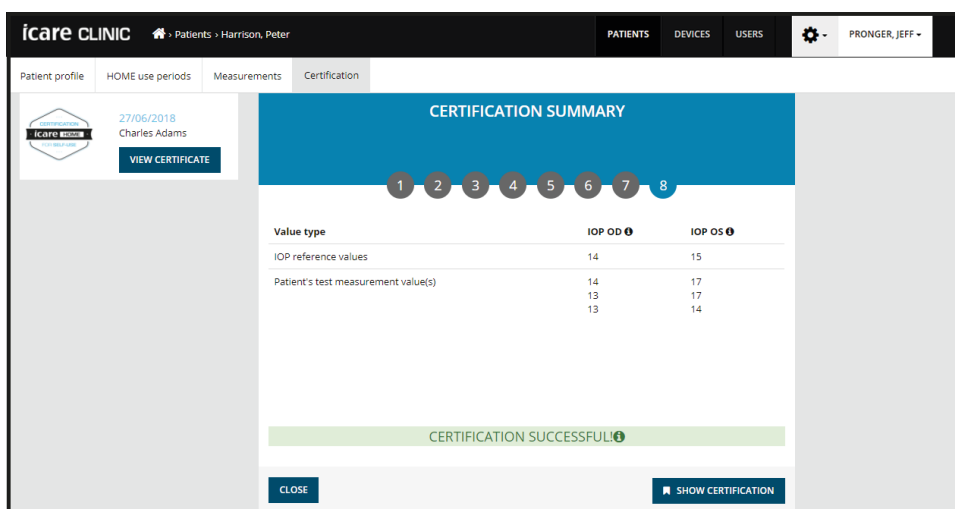 icare CLINIC › Patients › Harrison, Peter PATIENTS DEVICES USERS PRONGER, JEFF
Patient profile HOME use periods Measurements Certification
CERTIFICATION
icare HOME
FOR SELF-USE
27/06/2018
Charles Adams
VIEW CERTIFICATE
CERTIFICATION SUMMARY
1 2 3 4 5 6 7 8
Value type IOP OD IOP OS
IOP reference values 14 15
Patient's test measurement value(s) 14 17
13 17
13 14
CERTIFICATION SUCCESSFUL!
CLOSE SHOW CERTIFICATION